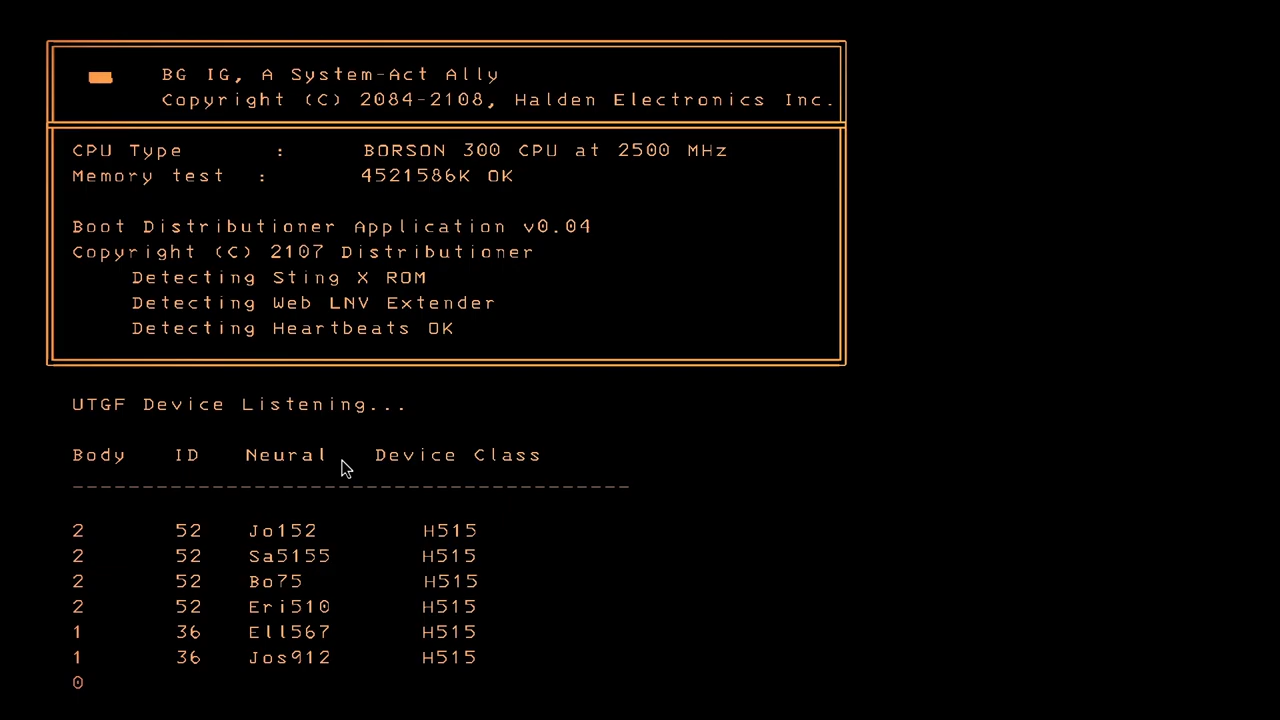 BG IG, A System-Act Ally
Copyright (C) 2084-2108, Halden Electronics Inc.
CPU Type : BORSON 300 CPU at 2500 MHz
Memory test : 4521586K OK
Boot Distributioner Application v0.04
Copyright (C) 2107 Distributioner
Detecting Sting X ROM
Detecting Web LNV Extender
Detecting Heartbeats OK
UTGF Device Listening...
Body ID Neural Device Class
-----------------------------------------------
2 52 Jo152 H515
2 52 Sa5155 H515
2 52 Bo75 H515
2 52 Eri510 H515
1 36 Ell567 H515
1 36 Jos912 H515
0